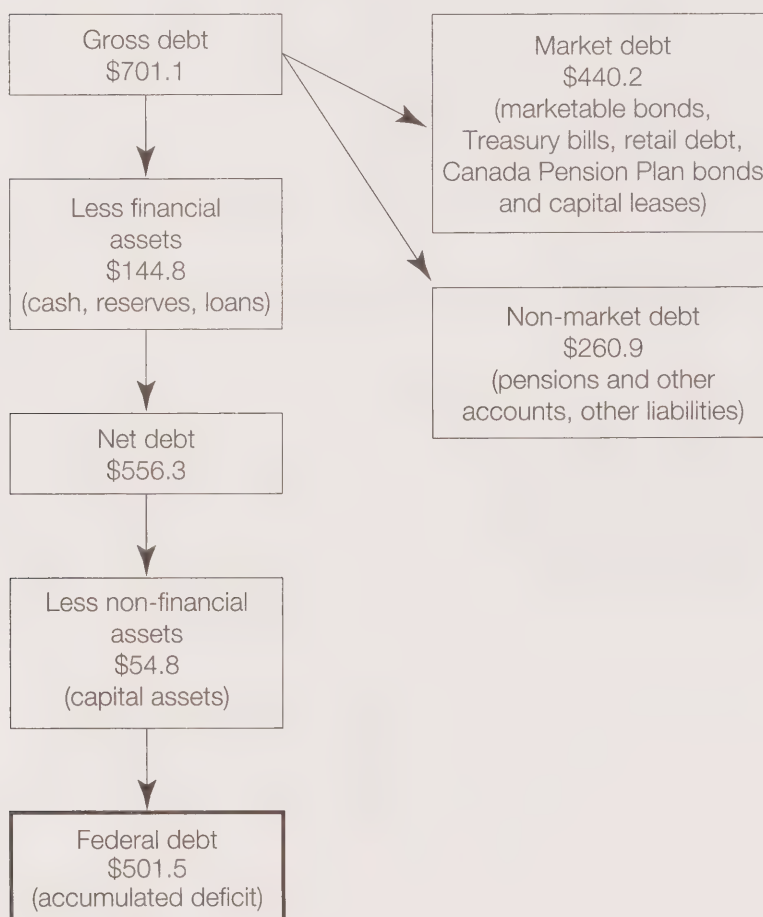 Gross debt
$701.1
Less financial
assets
$144.8
(cash, reserves, loans)
Net debt
$556.3
Less non-financial
assets
$54.8
(capital assets)
Federal debt
$501.5
(accumulated deficit)
Market debt
$440.2
(marketable bonds,
Treasury bills, retail debt,
Canada Pension Plan bonds
and capital leases)
Non-market debt
$260.9
(pensions and other
accounts, other liabilities)